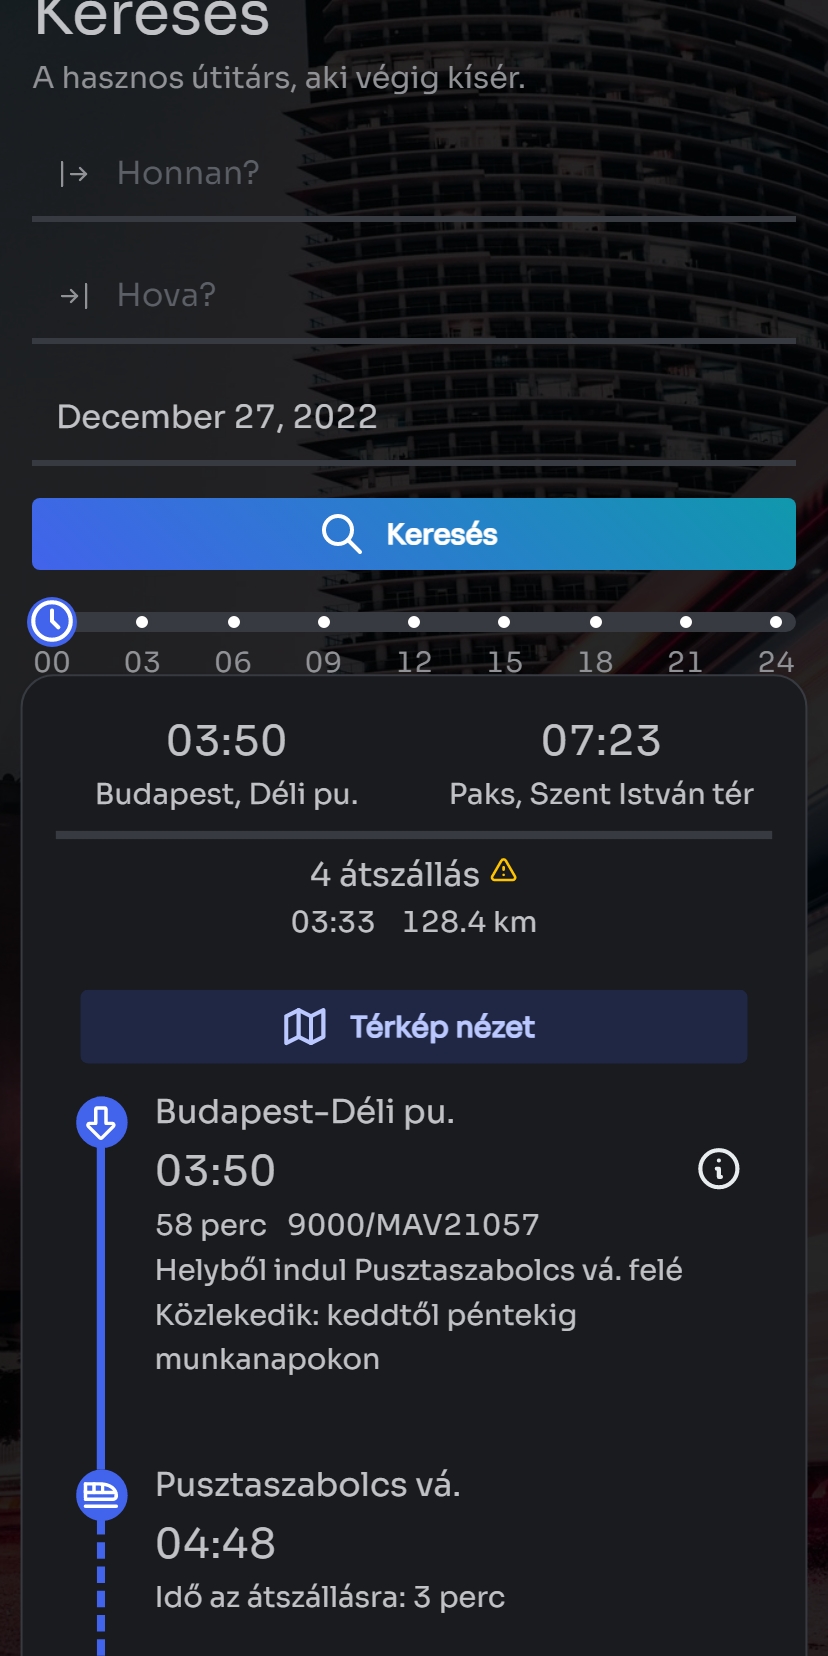 Keresés
A hasznos útitárs, aki végig kísér.
Honnan?
Hova?
December 27, 2022
Keresés
00 03 06 09 12 15 18 21 24
03:50 07:23
Budapest, Déli pu. Paks, Szent István tér
4 átszállás
03:33 128.4 km
Térkép nézet
Budapest-Déli pu.
03:50
58 perc 9000/MAV21057
Helyből indul Pusztaszabolcs vá. felé
Közlekedik: keddtől péntekig
munkanapokon
Pusztaszabolcs vá.
04:48
Idő az átszállásra: 3 perc